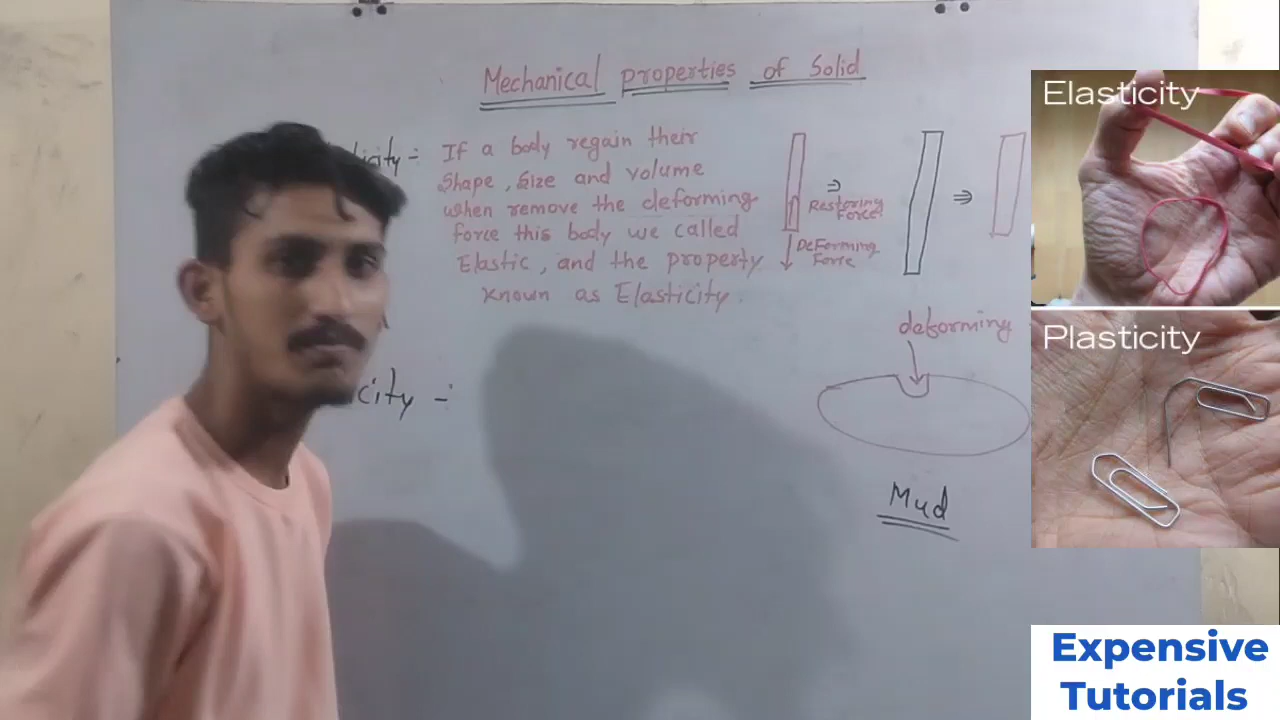 Mechanical properties of Solid
If a body regain their
Shape, Size and volume
when remove the deforming
force this body we called
Elastic, and the property
known as Elasticity.
⇒
Restoring
Force
DeForming
Force
⇒
deforming
Mud
Elasticity
Plasticity
Expensive
Tutorials